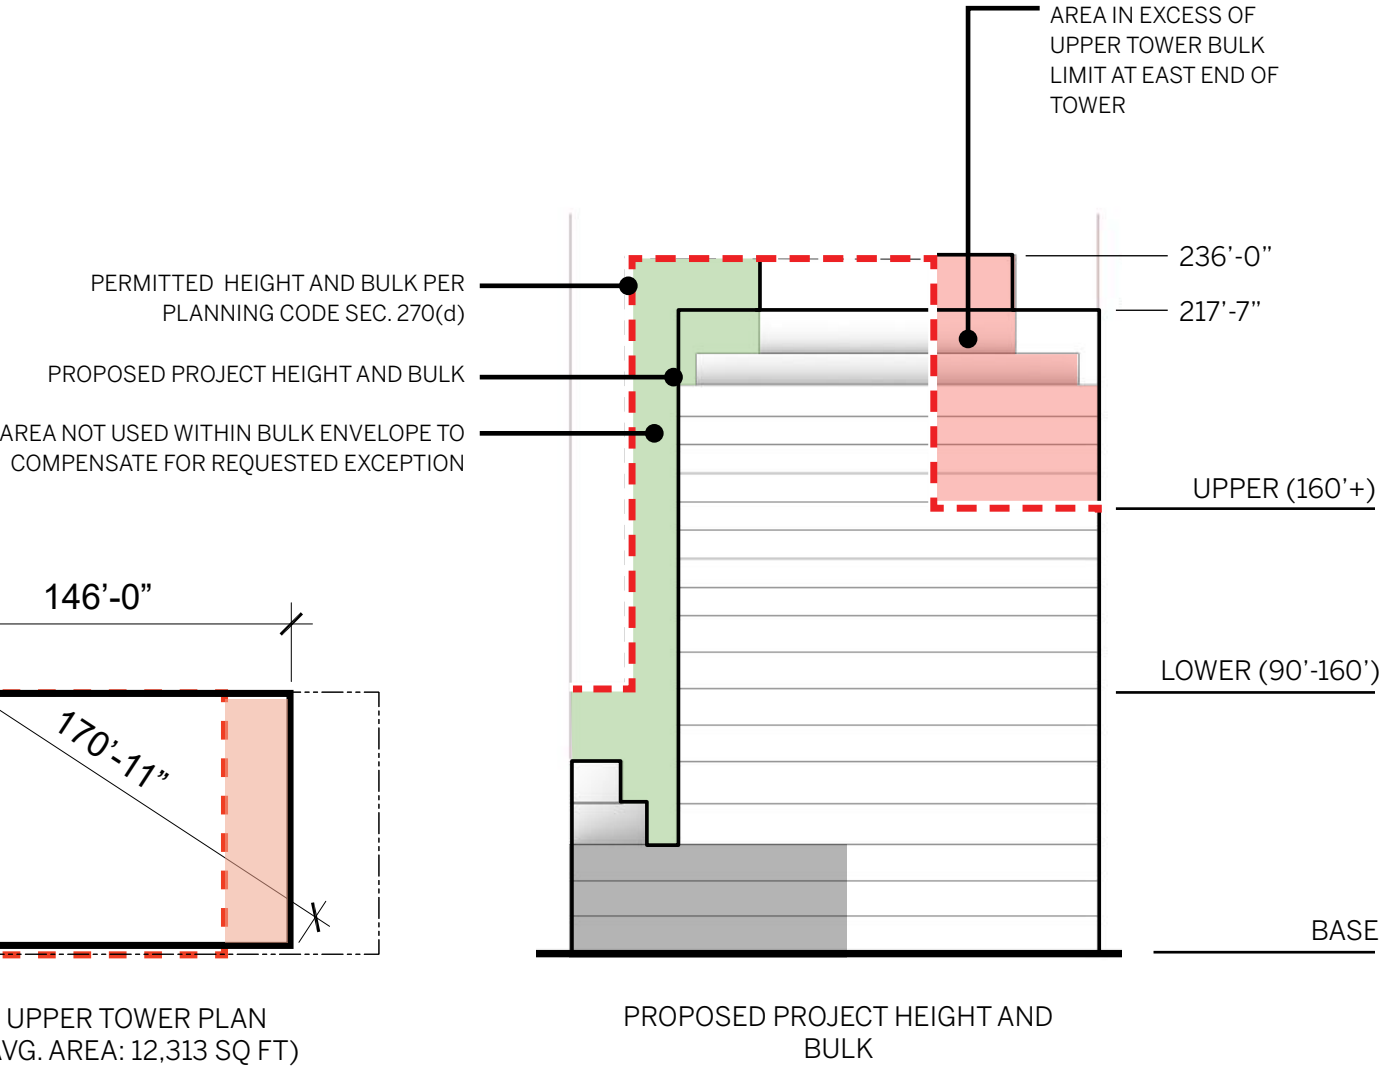 AREA IN EXCESS OF
UPPER TOWER BULK
LIMIT AT EAST END OF
TOWER
236’-0”
217’-7”
PERMITTED HEIGHT AND BULK PER
PLANNING CODE SEC. 270(d)
PROPOSED PROJECT HEIGHT AND BULK
AREA NOT USED WITHIN BULK ENVELOPE TO
COMPENSATE FOR REQUESTED EXCEPTION
UPPER (160’+)
146’-0”
LOWER (90’-160’)
170’-11”
BASE
UPPER TOWER PLAN
AVG. AREA: 12,313 SQ FT)
PROPOSED PROJECT HEIGHT AND
BULK